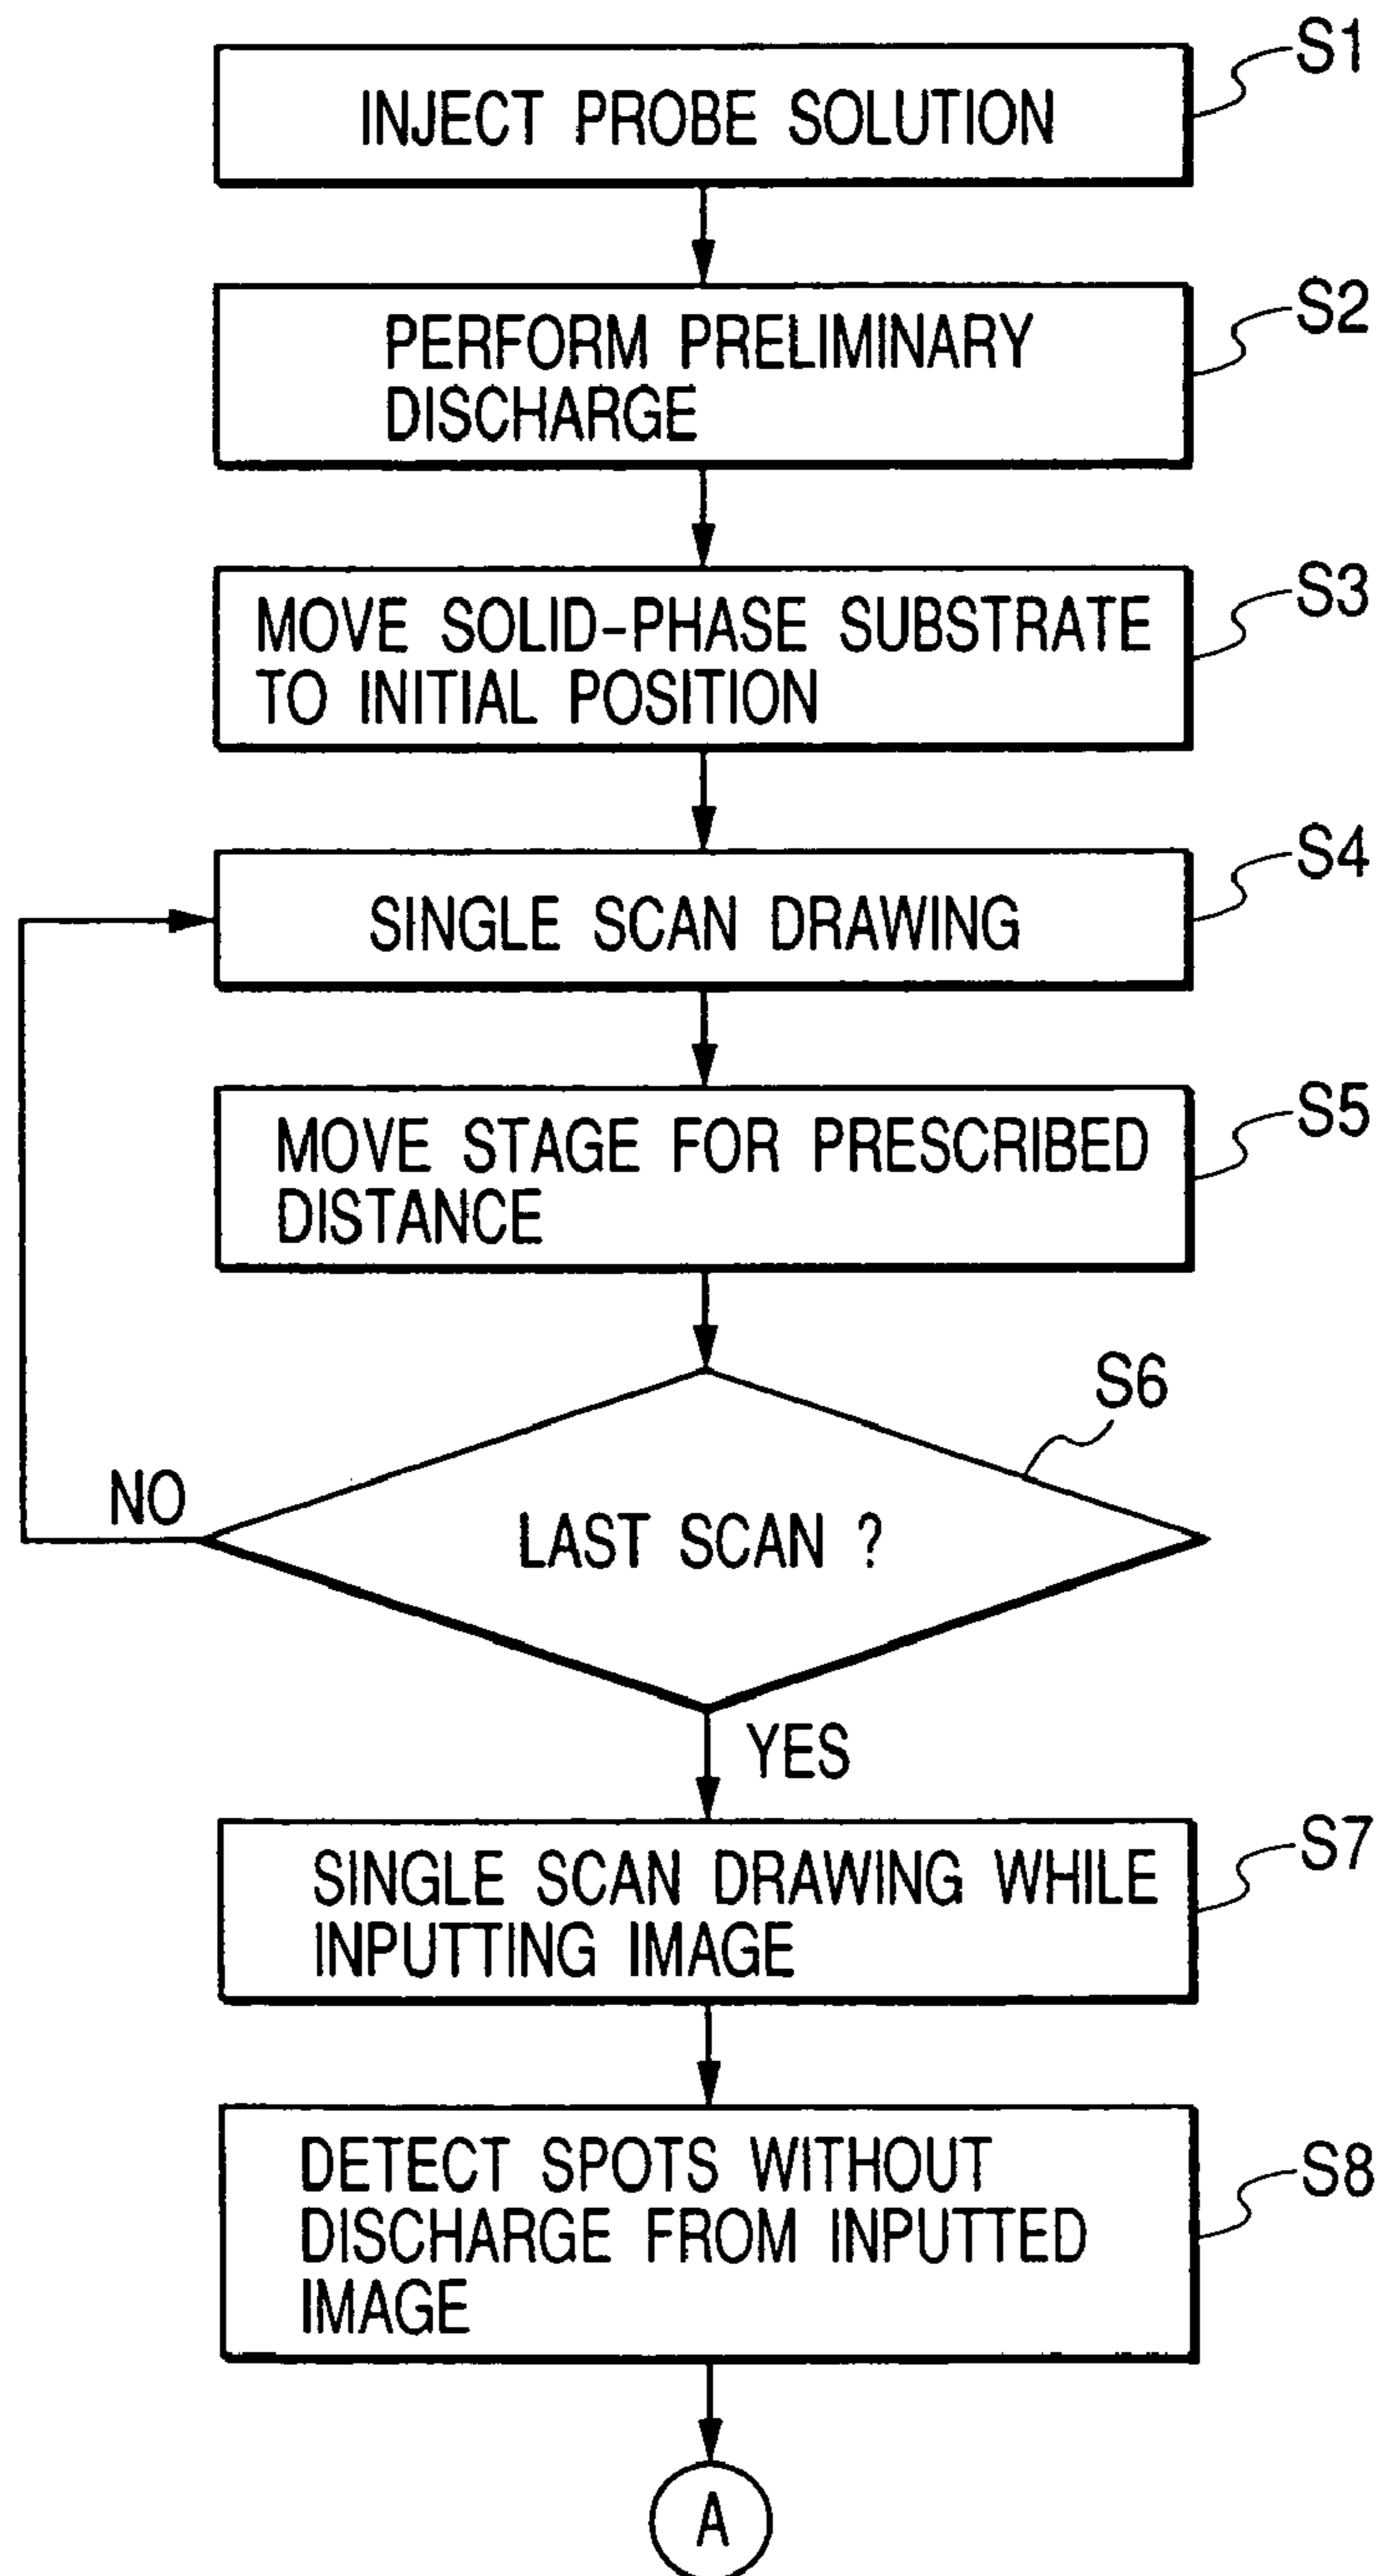 S1
INJECT PROBE SOLUTION
S2
PERFORM PRELIMINARY
DISCHARGE
S3
MOVE SOLID-PHASE SUBSTRATE
TO INITIAL POSITION
S4
SINGLE SCAN DRAWING
S5
MOVE STAGE FOR PRESCRIBED
DISTANCE
S6
NO
LAST SCAN ?
YES
S7
SINGLE SCAN DRAWING WHILE
INPUTTING IMAGE
S8
DETECT SPOTS WITHOUT
DISCHARGE FROM INPUTTED
IMAGE
A